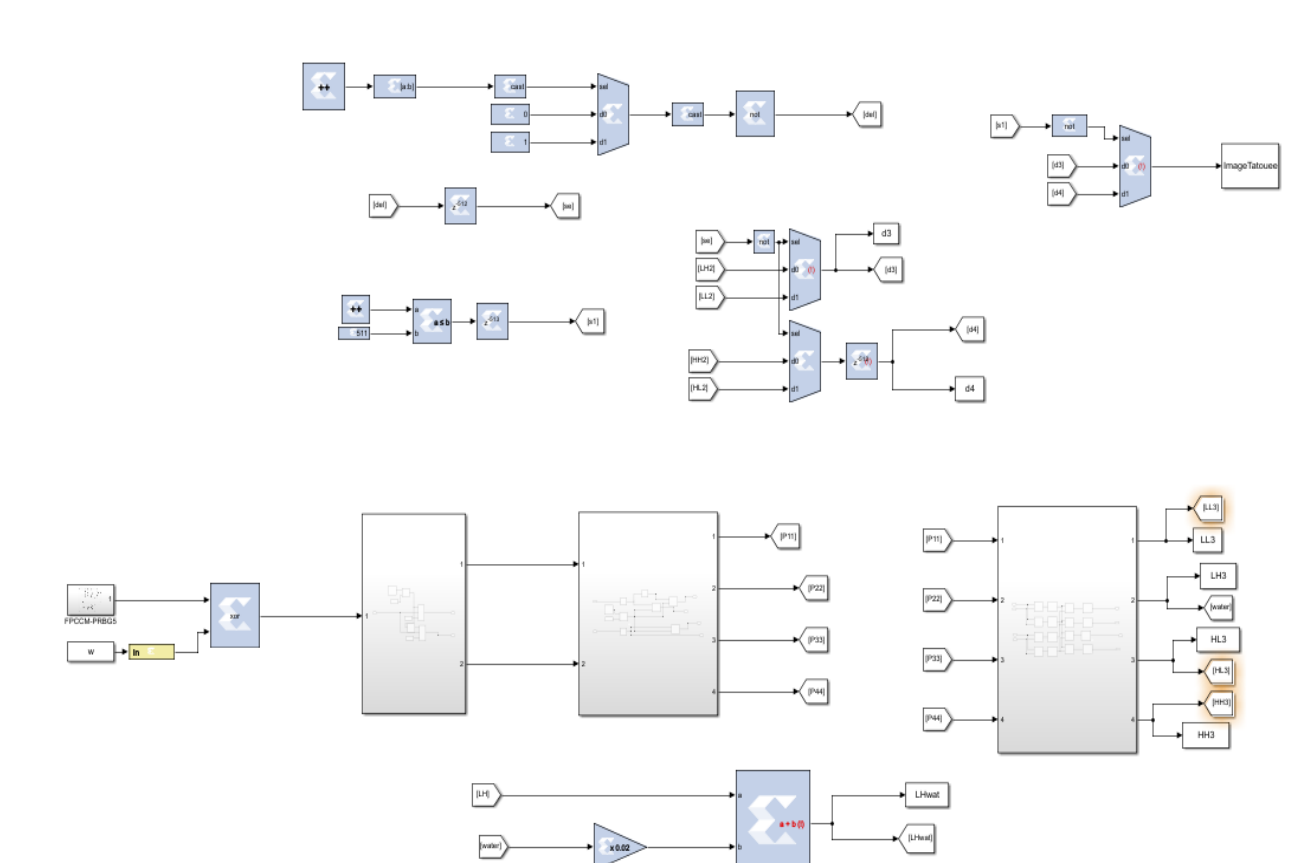 ++
[a:b]
cast
0
1
sel
d0
d1
cast
not
[del]
[s1]
not
sel
[d3]
d0
(!)
[d4]
d1
ImageTatouee
[del]
[se]
[se]
not
sel
d3
[LH2]
d0
(!)
[d3]
[LL2]
d1
++
a
511
b
a≤b
[s1]
sel
[d4]
[HH2]
d0
[HL2]
d1
d4
FPCCM-PRBG5
1
w
In
xor
1
1
2
1
2
1
[P11]
2
[P22]
3
[P33]
4
[P44]
[P11]
1
[P22]
2
[P33]
3
[P44]
4
1
[LL3]
LL3
2
LH3
[water]
3
HL3
[HL3]
4
[HH3]
HH3
[LH]
a
[water]
x 0.02
b
a + b (!)
LHwat
[LHwat]